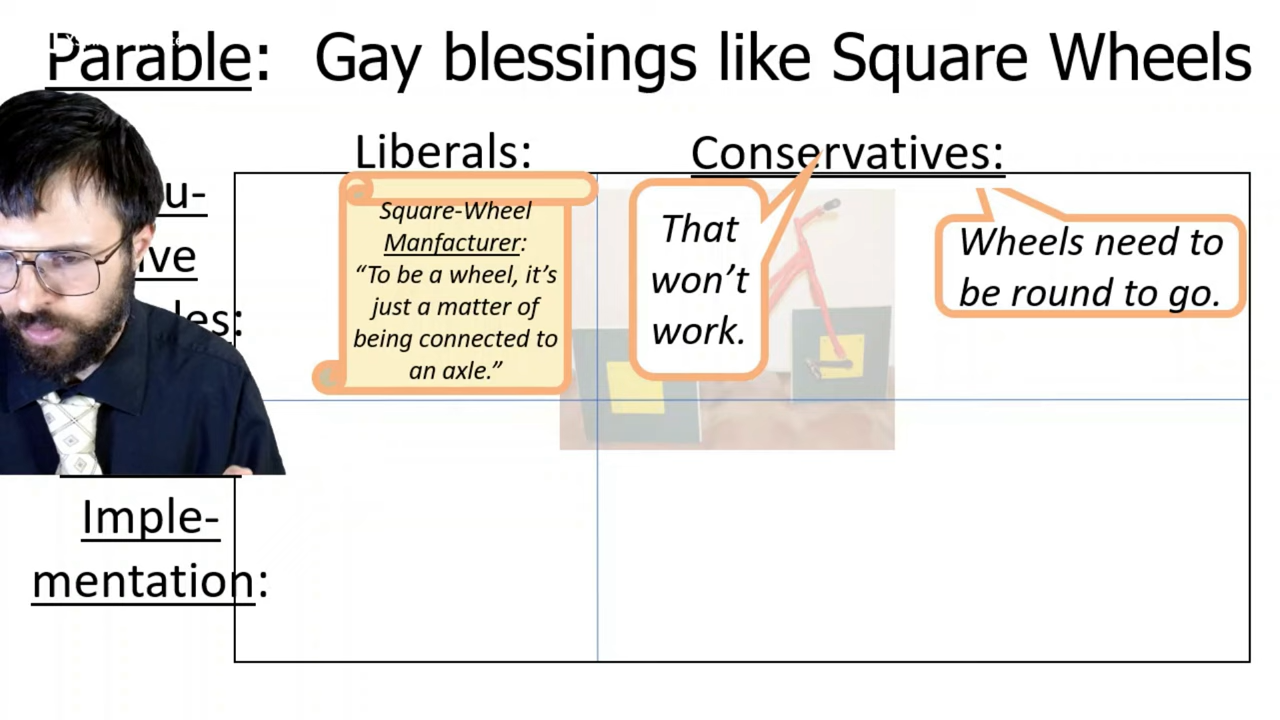 Parable: Gay blessings like Square Wheels
Liberals:
Conservatives:
Square-Wheel
Manfacturer:
“To be a wheel, it’s
just a matter of
being connected to
an axle.”
That
won’t
work.
Wheels need to
be round to go.
Imple-
mentation: